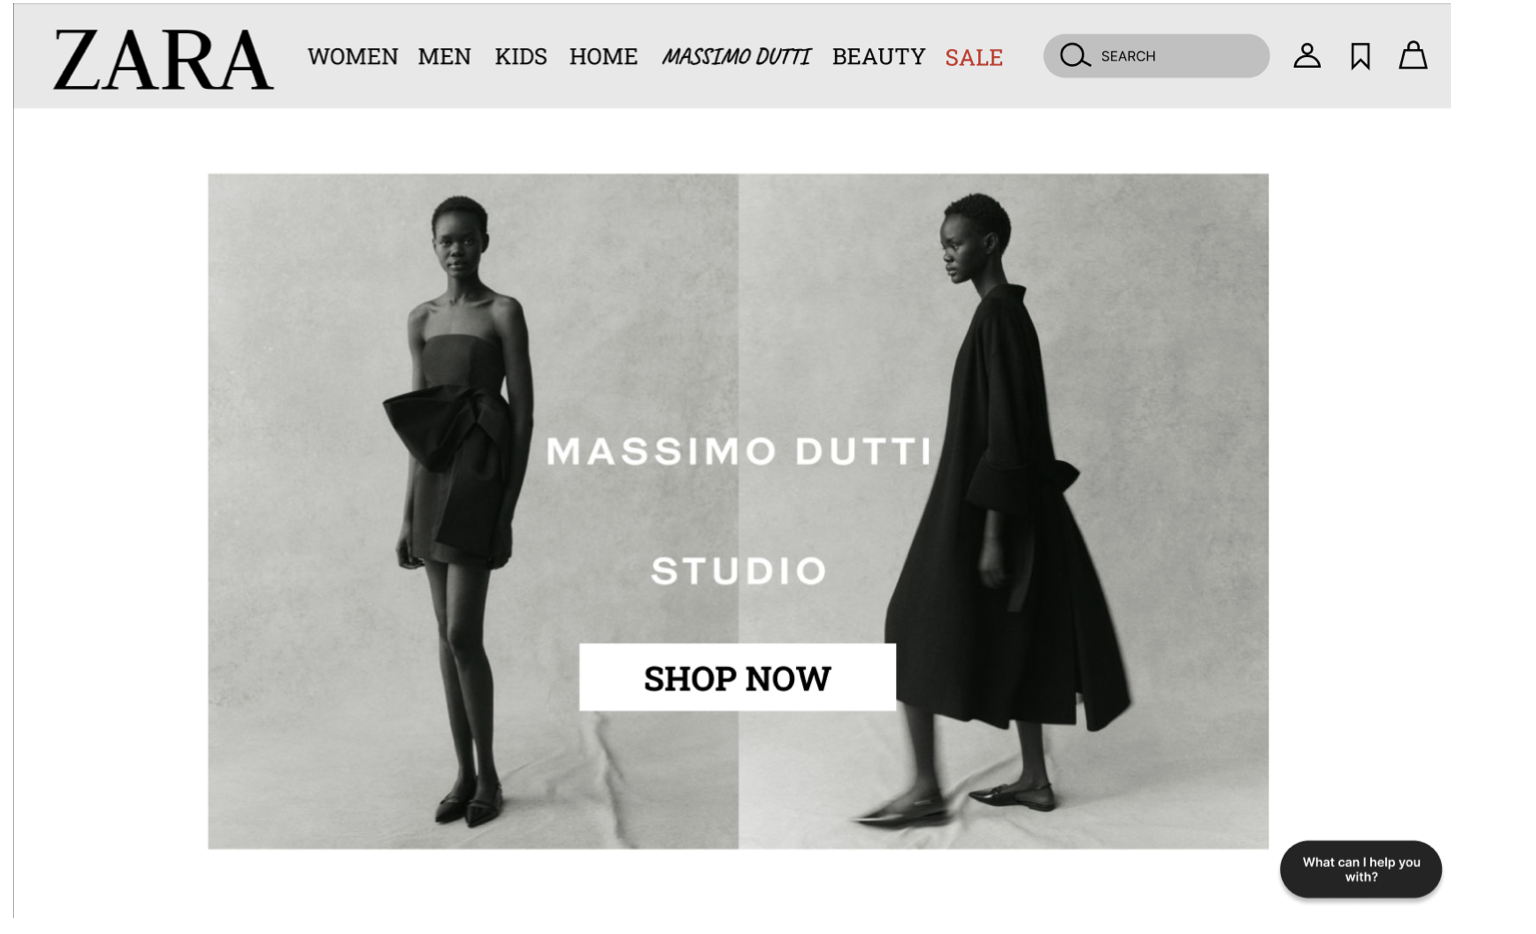 ZARA
WOMEN MEN KIDS HOME MASSIMO DUTTI BEAUTY SALE
SEARCH
MASSIMO DUTTI
STUDIO
SHOP NOW
What can I help you
with?